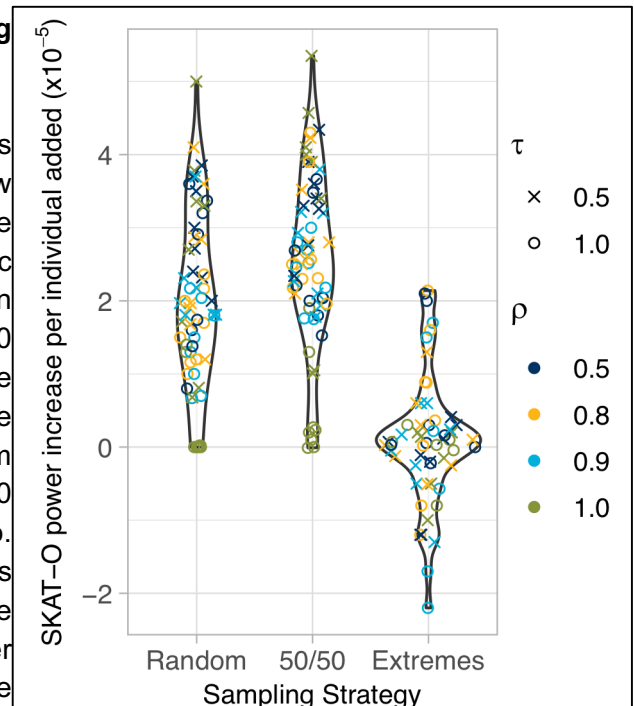 SKAT−O power increase per individual added (x10⁻⁵)
4
2
0
−2
Random 50/50 Extremes
Sampling Strategy
τ
0.5
1.0
ρ
0.5
0.8
0.9
1.0